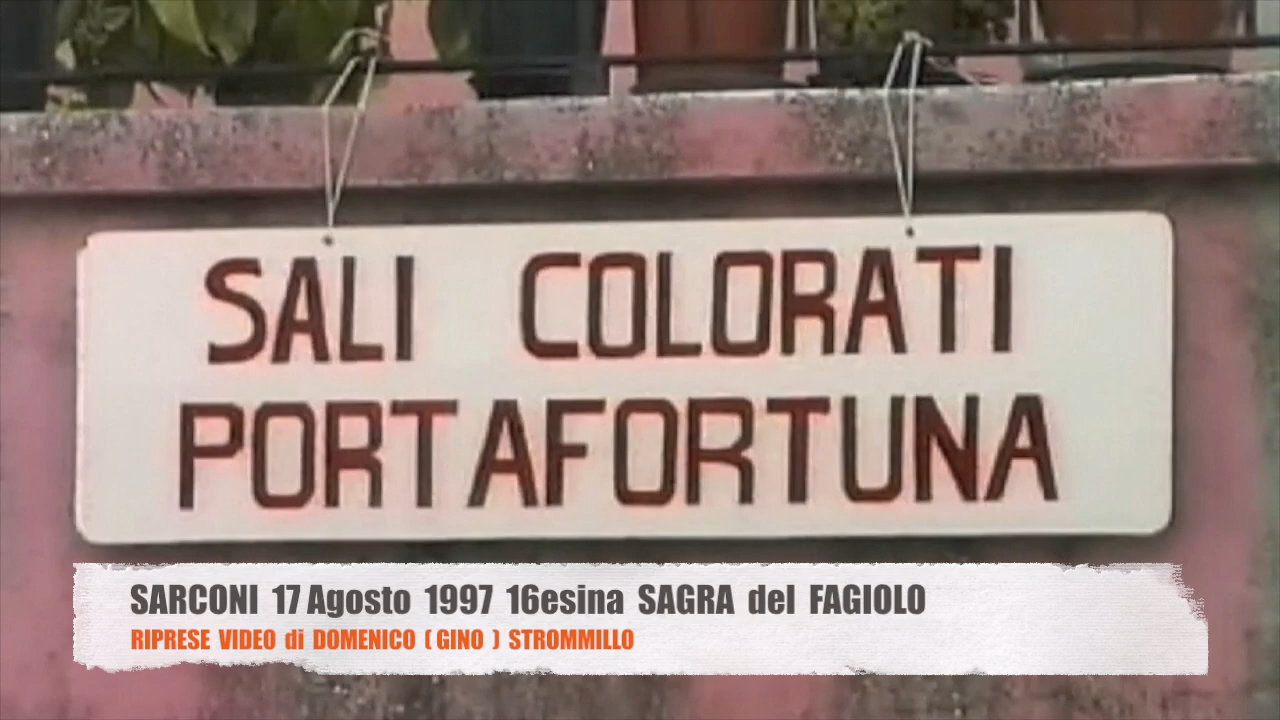 SALI COLORATI
PORTAFORTUNA
SARCONI 17 Agosto 1997 16esina SAGRA del FAGIOLO
RIPRESE VIDEO di DOMENICO (GINO ) STROMMILLO